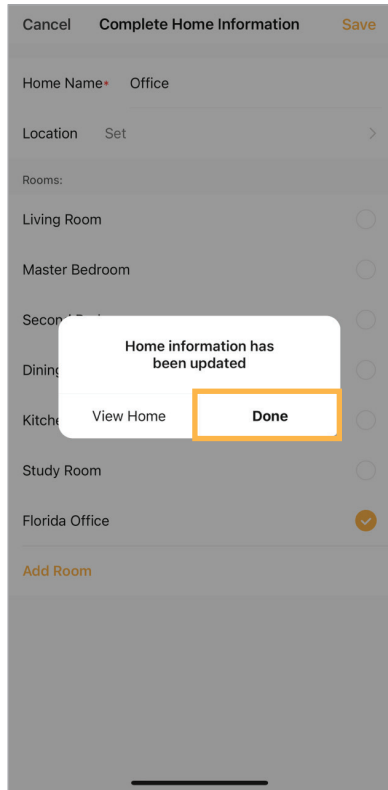 Cancel Complete Home Information Save
Home Name* Office
Location Set
Rooms:
Living Room
Master Bedroom
Home information has
been updated
View Home Done
Study Room
Florida Office
Add Room